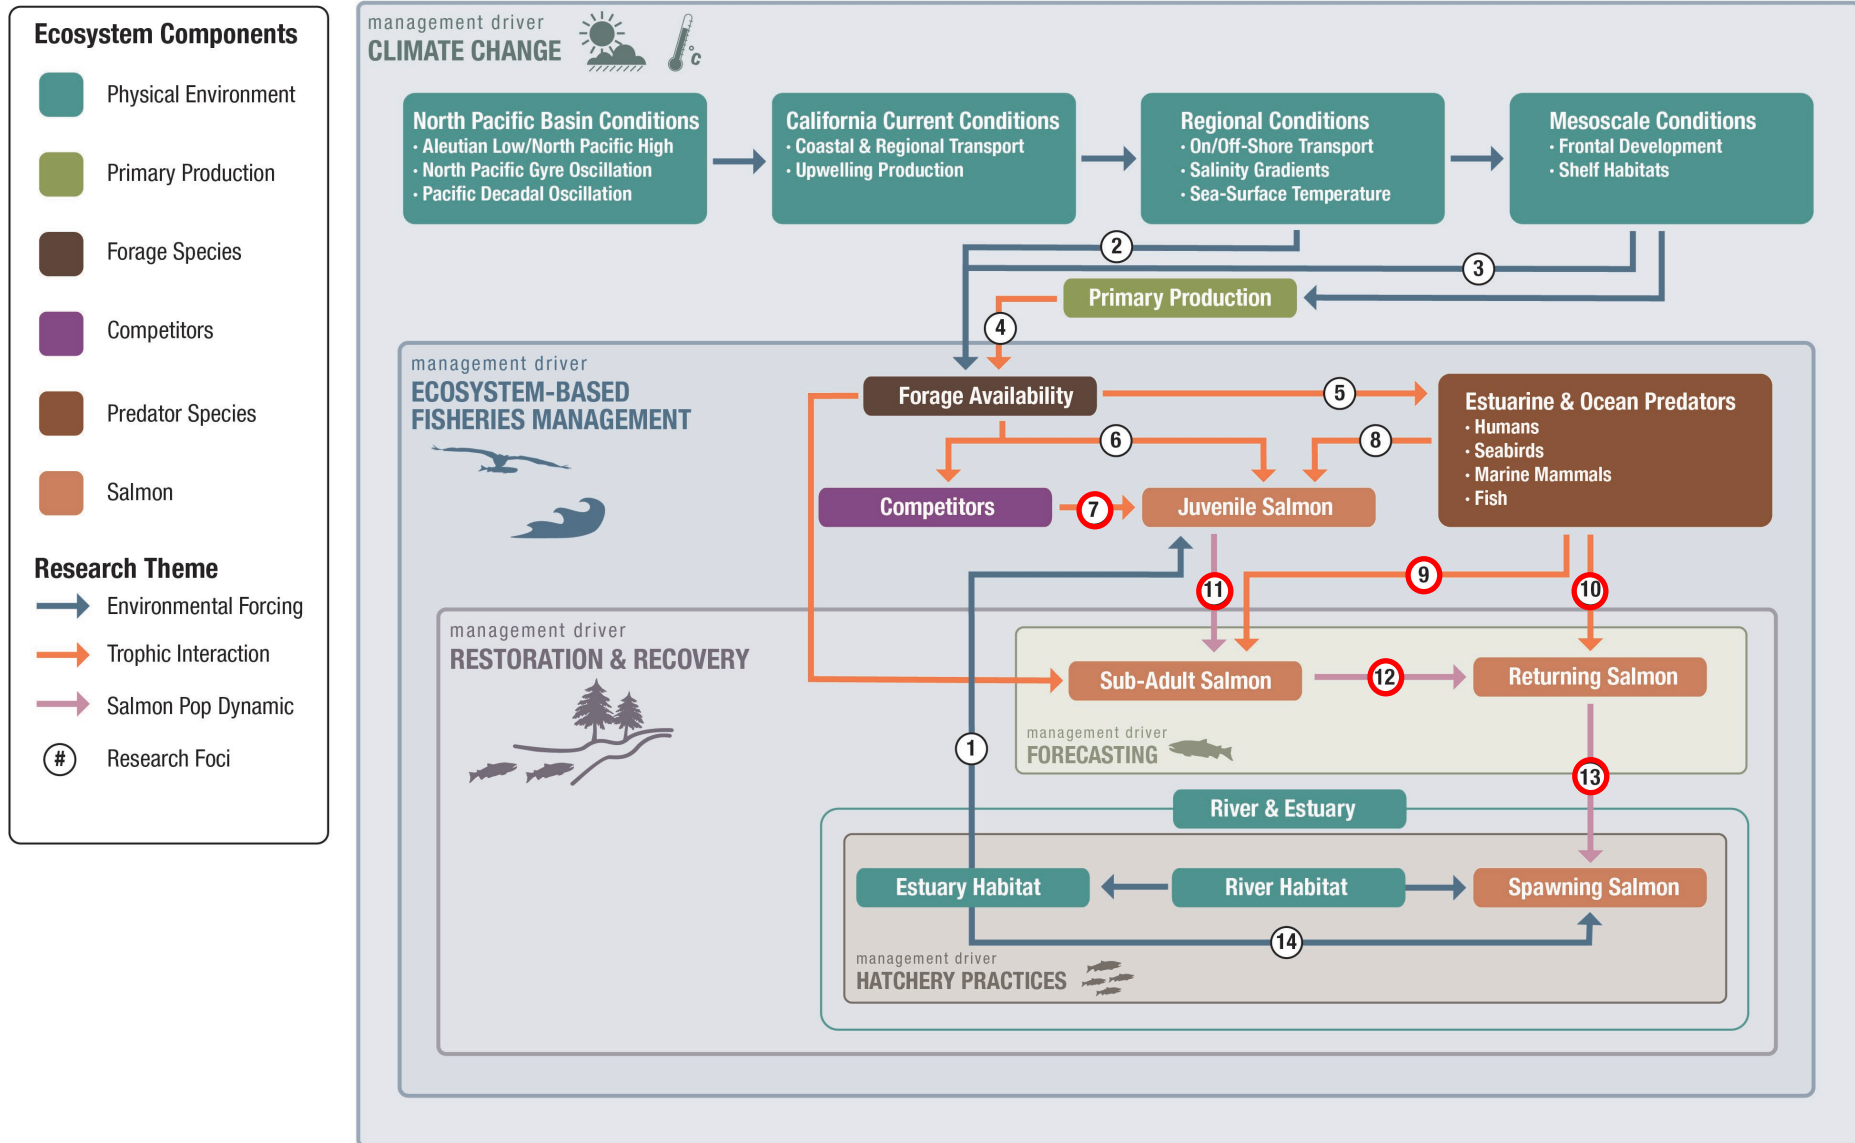 Ecosystem Components
Physical Environment
Primary Production
Forage Species
Competitors
Predator Species
Salmon
Research Theme
Environmental Forcing
Trophic Interaction
Salmon Pop Dynamic
# Research Foci
management driver
CLIMATE CHANGE
°C
North Pacific Basin Conditions
· Aleutian Low/North Pacific High
· North Pacific Gyre Oscillation
· Pacific Decadal Oscillation
California Current Conditions
· Coastal & Regional Transport
· Upwelling Production
Regional Conditions
· On/Off-Shore Transport
· Salinity Gradients
· Sea-Surface Temperature
Mesoscale Conditions
· Frontal Development
· Shelf Habitats
2
3
Primary Production
4
management driver
ECOSYSTEM-BASED
FISHERIES MANAGEMENT
Forage Availability
5
Estuarine & Ocean Predators
· Humans
· Seabirds
· Marine Mammals
· Fish
6
8
Competitors
7
Juvenile Salmon
11
9
10
management driver
RESTORATION & RECOVERY
Sub-Adult Salmon
12
Returning Salmon
management driver
FORECASTING
1
13
River & Estuary
Estuary Habitat
River Habitat
Spawning Salmon
14
management driver
HATCHERY PRACTICES